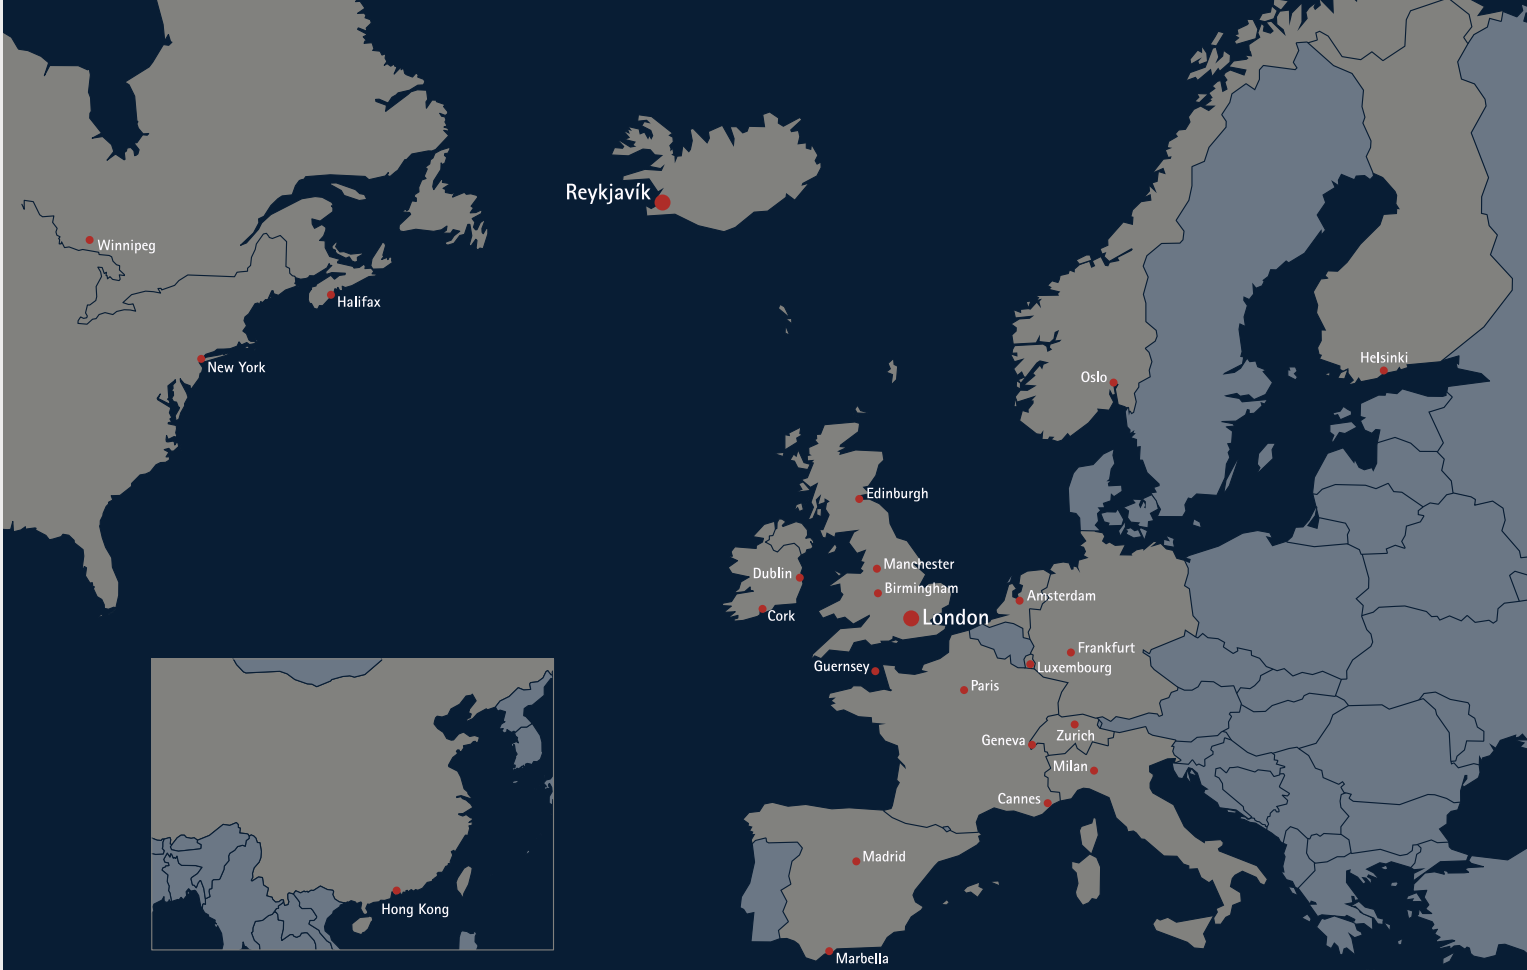 Reykjavík
Winnipeg
Halifax
New York
Helsinki
Oslo
Edinburgh
Manchester
Dublin
Birmingham
Amsterdam
Cork
London
Frankfurt
Guernsey
Luxembourg
Paris
Zurich
Geneva
Milan
Cannes
Madrid
Hong Kong
Marbella